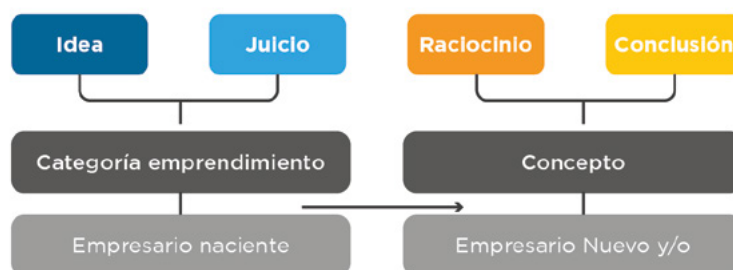 Idea
Juicio
Raciocinio
Conclusión
Categoría emprendimiento
Concepto
Empresario naciente
Empresario Nuevo y/o